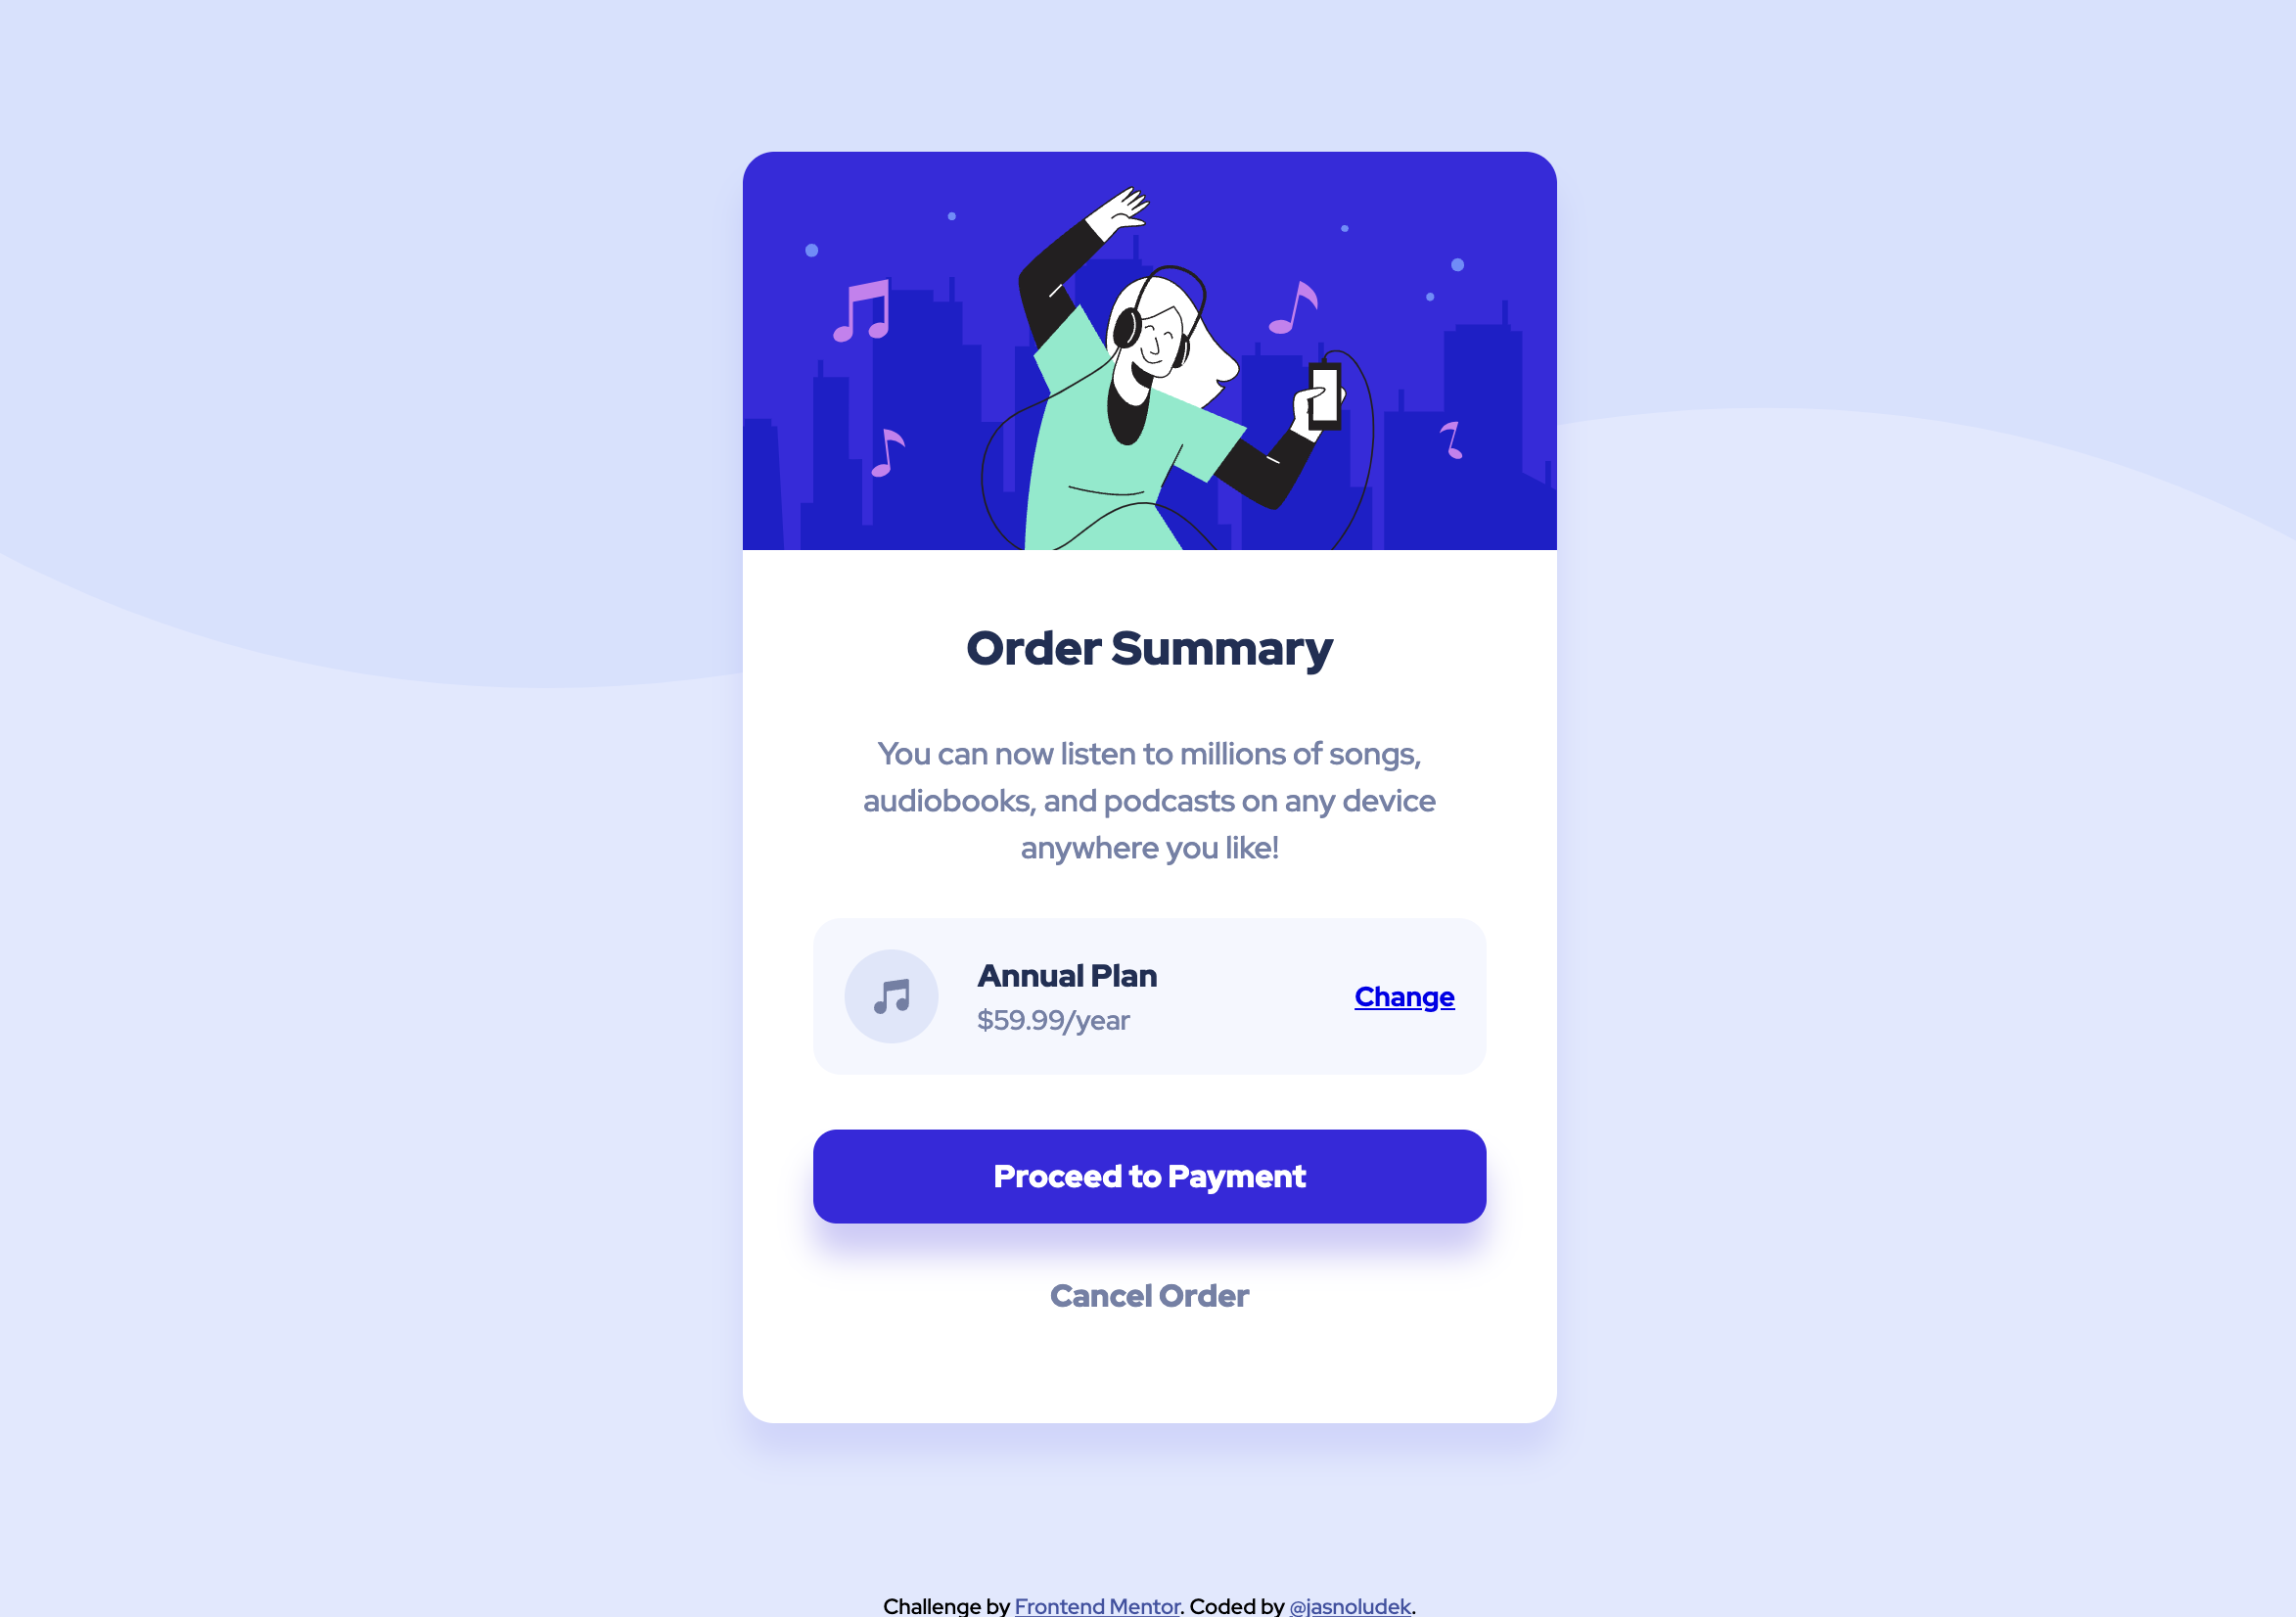 Order Summary
You can now listen to millions of songs,
audiobooks, and podcasts on any device
anywhere you like!
Annual Plan
$59.99/year
Change
Proceed to Payment
Cancel Order
Challenge by Frontend Mentor. Coded by @jasnoludek.